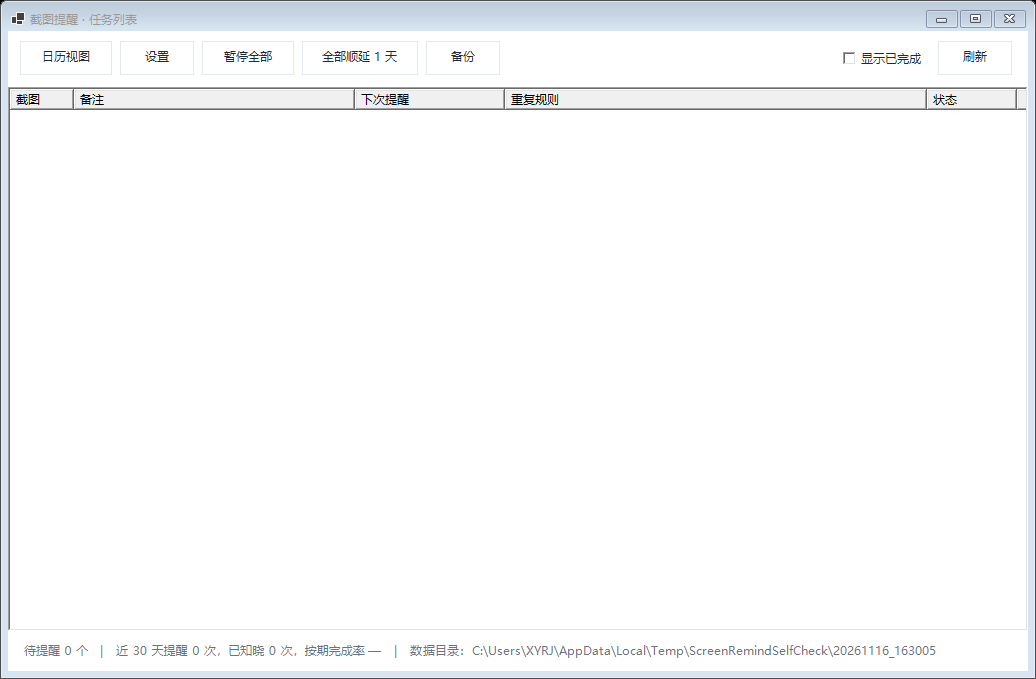 截图提醒 · 任务列表
日历视图 设置 暂停全部 全部顺延 1 天 备份 显示已完成 刷新
截图 备注 下次提醒 重复规则 状态
待提醒 0 个 | 近 30 天提醒 0 次，已知晓 0 次，按期完成率 — | 数据目录：C:\Users\XYRJ\AppData\Local\Temp\ScreenRemindSelfCheck\20261116_163005